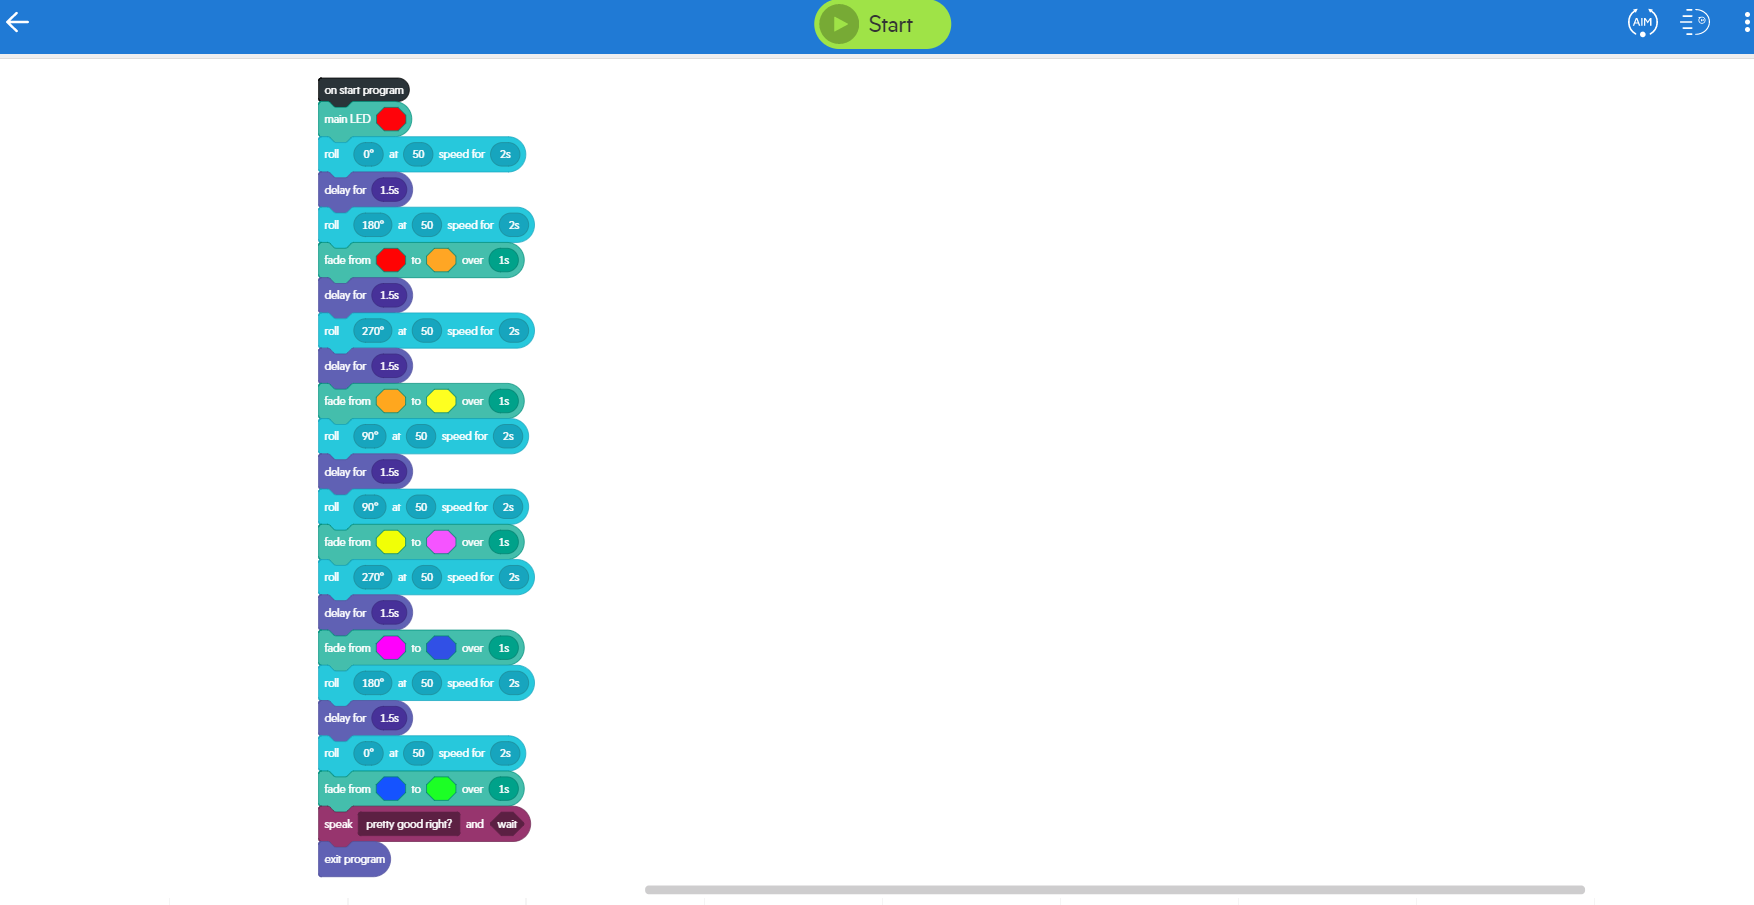 Start
AIM
on start program
main LED
roll 0° at 50 speed for 2s
delay for 1.5s
roll 180° at 50 speed for 2s
fade from to over 1s
delay for 1.5s
roll 270° at 50 speed for 2s
delay for 1.5s
fade from to over 1s
roll 90° at 50 speed for 2s
delay for 1.5s
roll 90° at 50 speed for 2s
fade from to over 1s
roll 270° at 50 speed for 2s
delay for 1.5s
fade from to over 1s
roll 180° at 50 speed for 2s
delay for 1.5s
roll 0° at 50 speed for 2s
fade from to over 1s
speak pretty good right? and wait
exit program